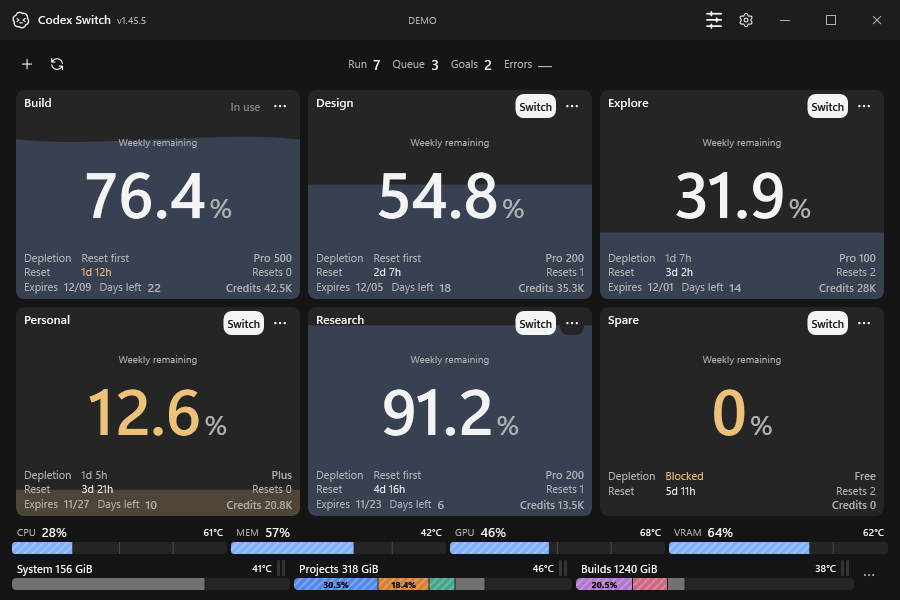 Codex Switch v1.45.5 DEMO
Run 7 Queue 3 Goals 2 Errors —
Build In use
Weekly remaining
76.4%
Depletion Reset first Pro 500
Reset 1d 12h Resets 0
Expires 12/09 Days left 22 Credits 42.5K
Design Switch
Weekly remaining
54.8%
Depletion Reset first Pro 200
Reset 2d 7h Resets 1
Expires 12/05 Days left 18 Credits 35.3K
Explore Switch
Weekly remaining
31.9%
Depletion 1d 7h Pro 100
Reset 3d 2h Resets 2
Expires 12/01 Days left 14 Credits 28K
Personal Switch
Weekly remaining
12.6%
Depletion 1d 5h Plus
Reset 3d 21h Resets 0
Expires 11/27 Days left 10 Credits 20.8K
Research Switch
Weekly remaining
91.2%
Depletion Reset first Pro 200
Reset 4d 16h Resets 1
Expires 11/23 Days left 6 Credits 13.5K
Spare Switch
Weekly remaining
0%
Depletion Blocked Free
Reset 5d 11h Resets 2
Credits 0
CPU 28% 61°C MEM 57% 42°C GPU 46% 68°C VRAM 64% 62°C
System 156 GiB 41°C Projects 318 GiB 46°C Builds 1240 GiB 38°C
30.5% 18.4% 20.5%